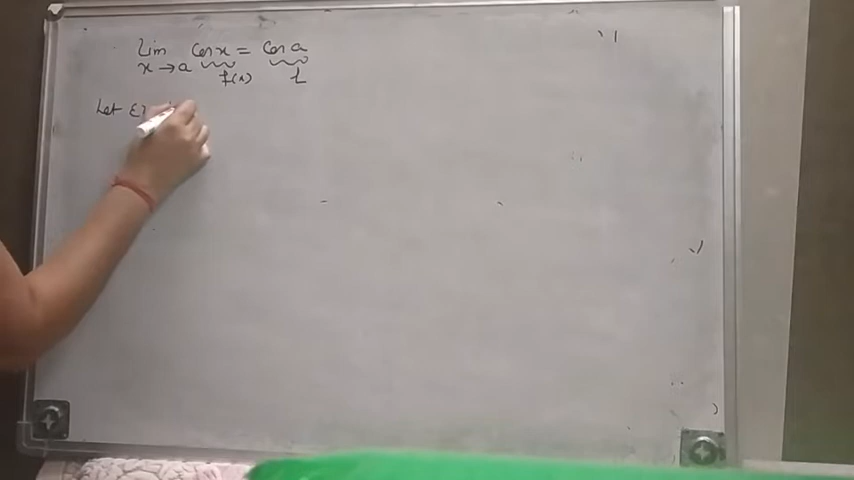 Lim cos x = cos a
x → a f(x) l
Let ε>